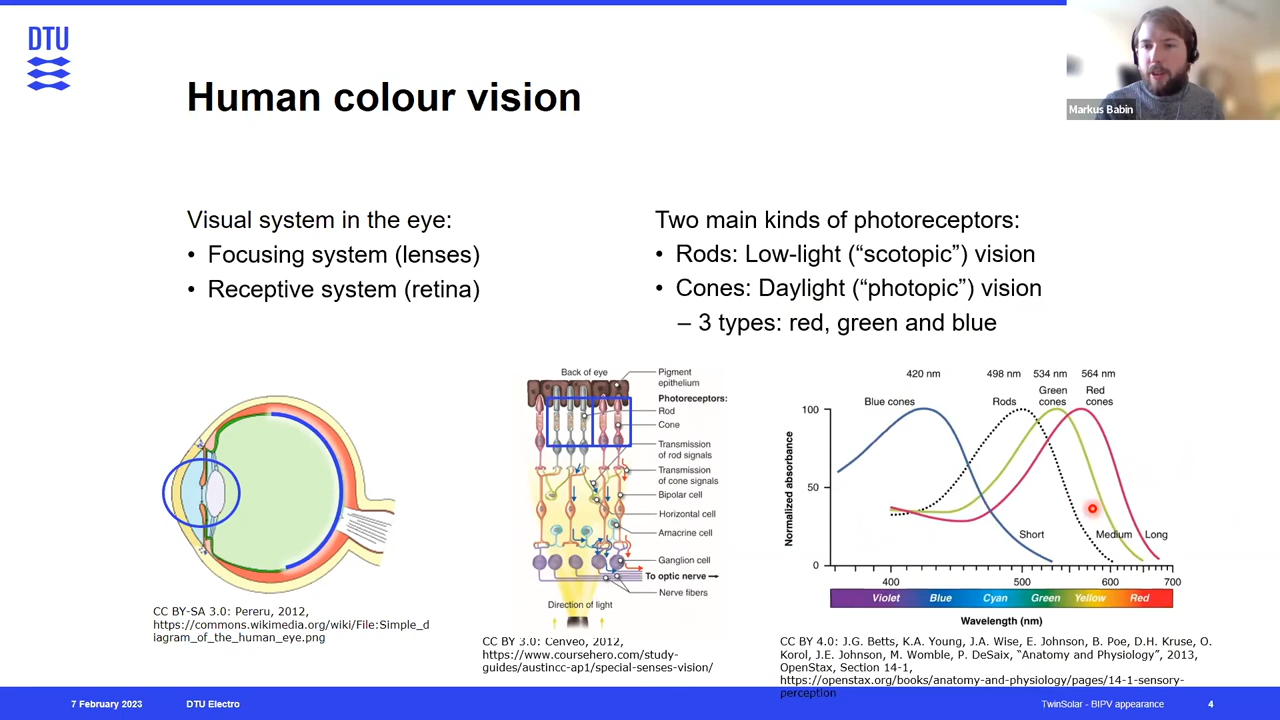 DTU
Human colour vision
Markus Babin
Visual system in the eye:
• Focusing system (lenses)
• Receptive system (retina)
Two main kinds of photoreceptors:
• Rods: Low-light (“scotopic”) vision
• Cones: Daylight (“photopic”) vision
– 3 types: red, green and blue
CC BY-SA 3.0: Pereru, 2012,
https://commons.wikimedia.org/wiki/File:Simple_d
iagram_of_the_human_eye.png
Back of eye
Pigment
epithelium
Photoreceptors:
Rod
Cone
Transmission
of rod signals
Transmission
of cone signals
Bipolar cell
Horizontal cell
Amacrine cell
Ganglion cell
To optic nerve
Nerve fibers
Direction of light
CC BY 3.0: Cenveo, 2012,
https://www.coursehero.com/study-
guides/austincc-ap1/special-senses-vision/
420 nm 498 nm 534 nm 564 nm
Blue cones
Rods
Green
cones
Red
cones
Normalized absorbance
100
50
0
Short
Medium
Long
400 500 600 700
Violet Blue Cyan Green Yellow Red
Wavelength (nm)
CC BY 4.0: J.G. Betts, K.A. Young, J.A. Wise, E. Johnson, B. Poe, D.H. Kruse, O.
Korol, J.E. Johnson, M. Womble, P. DeSaix, “Anatomy and Physiology”, 2013,
OpenStax, Section 14-1,
https://openstax.org/books/anatomy-and-physiology/pages/14-1-sensory-
perception
7 February 2023 DTU Electro TwinSolar - BIPV appearance 4